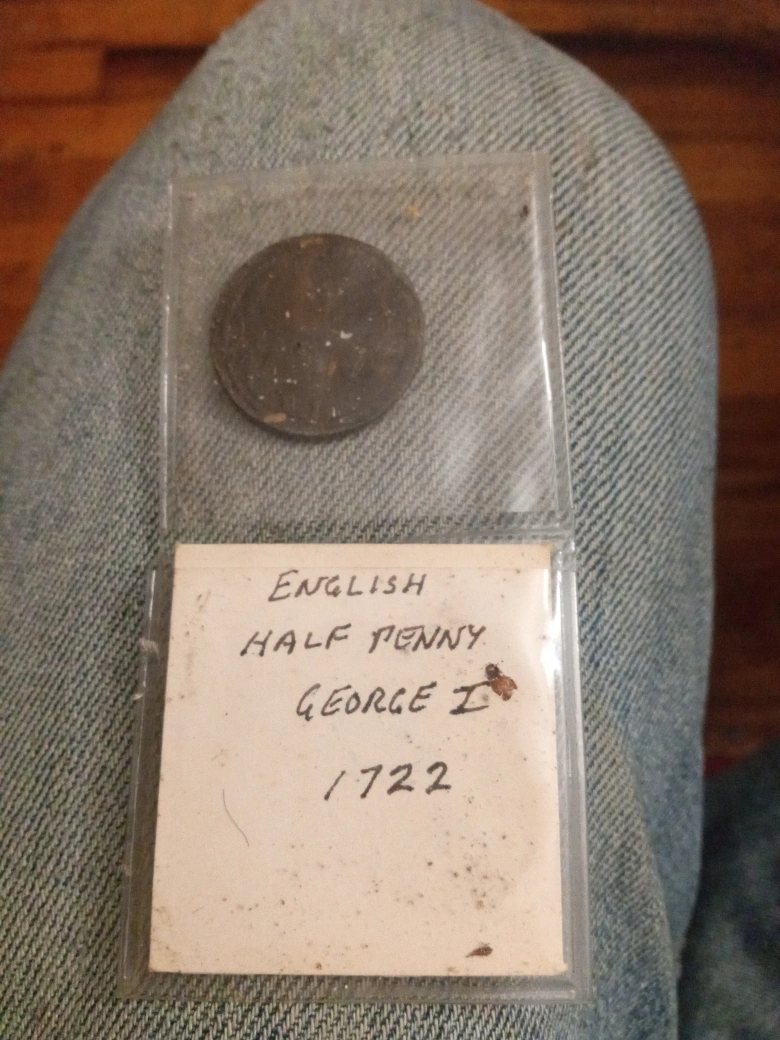 ENGLISH
HALF PENNY
GEORGE I
1722